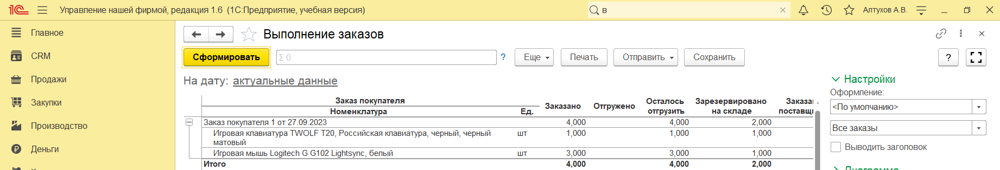 1С Управление нашей фирмой, редакция 1.6 (1С:Предприятие, учебная версия) в Алтухов А.В.
Главное
CRM
Продажи
Закупки
Производство
Деньги
Выполнение заказов
Сформировать Σ 0 ? Еще Печать Отправить Сохранить ?
На дату: актуальные данные
Заказ покупателя Заказано Отгружено Осталось отгрузить Зарезервировано на складе Заказа поставщи
Номенклатура Ед.
Заказ покупателя 1 от 27.09.2023 4,000 4,000 2,000
Игровая клавиатура TWOLF T20, Российская клавиатура, черный, черный шт 1,000 1,000 1,000
матовый
Игровая мышь Logitech G G102 Lightsync, белый шт 3,000 3,000 1,000
Итого 4,000 4,000 2,000
Настройки
Оформление:
<По умолчанию>
Все заказы
Выводить заголовок
Диаграмма